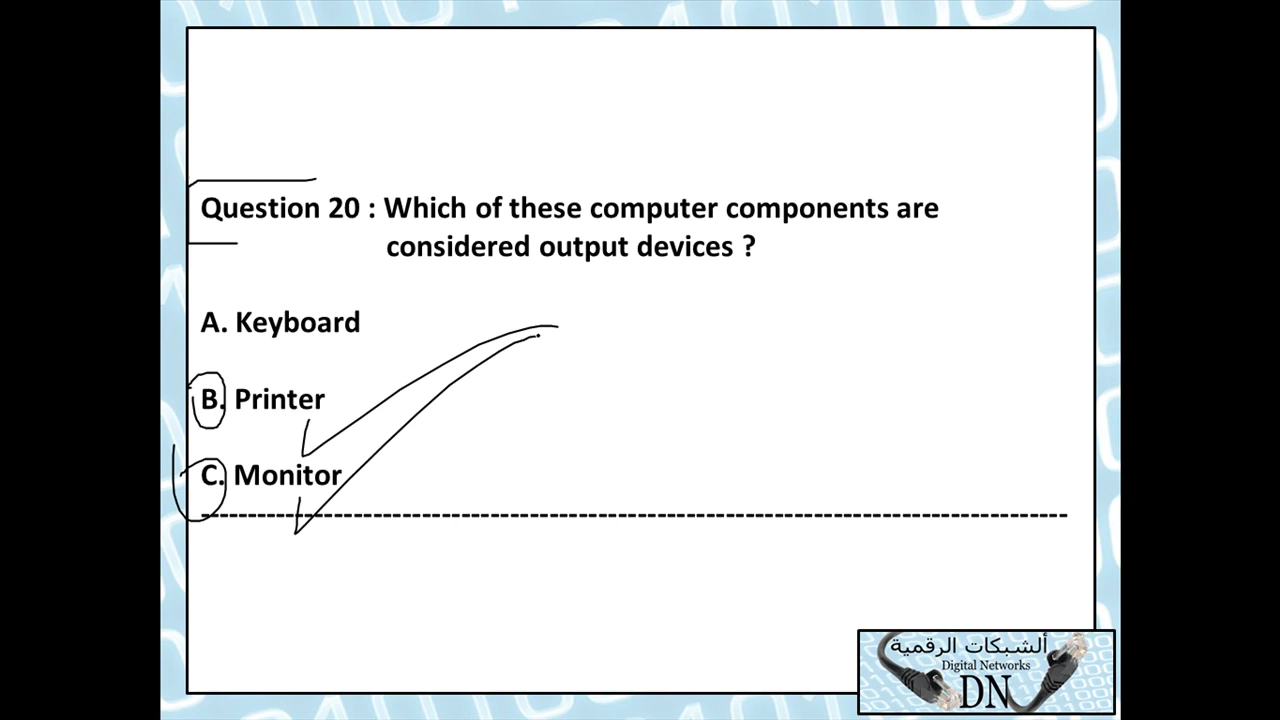 Question 20 : Which of these computer components are
considered output devices ?
A. Keyboard
B. Printer
C. Monitor
ألشبكات الرقمية
Digital Networks
DN